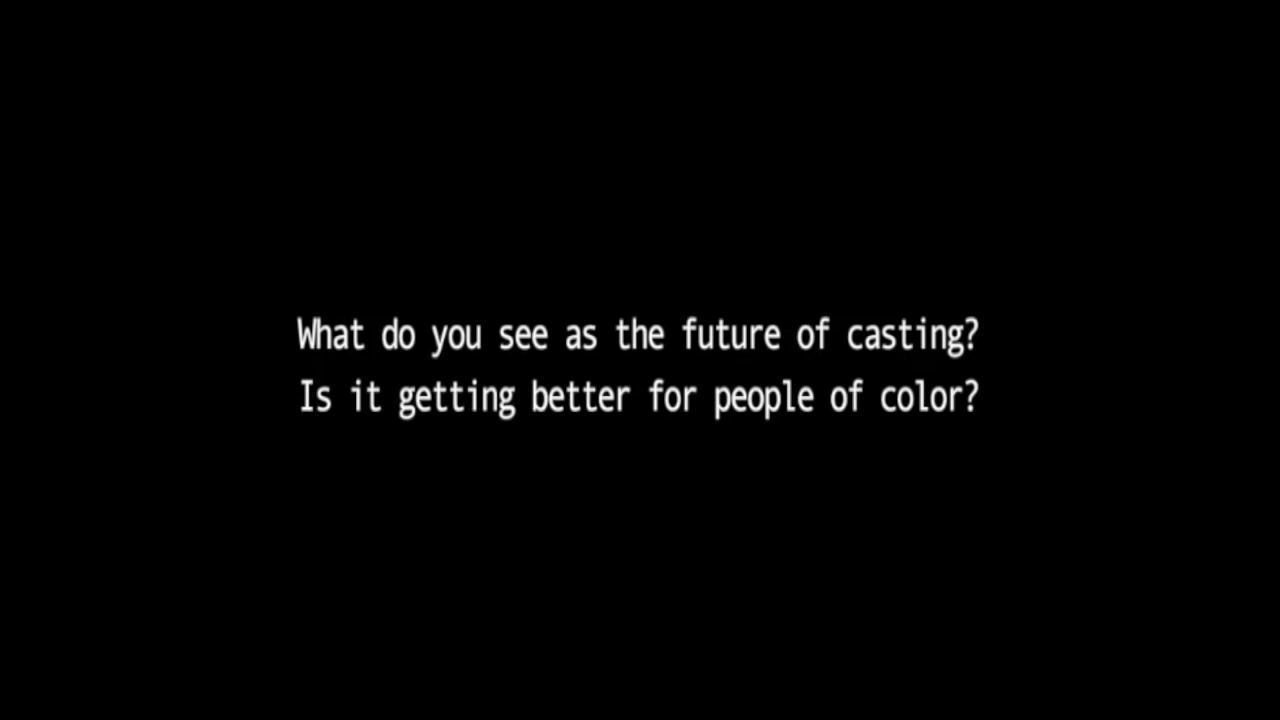 What do you see as the future of casting?
Is it getting better for people of color?